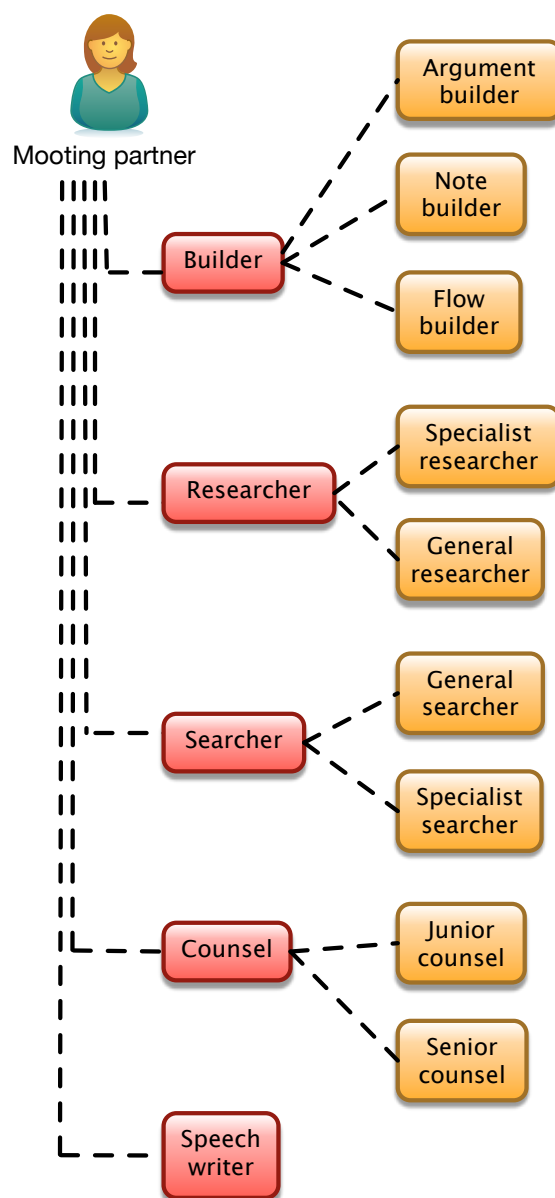 Mooting partner
Argument
builder
Note
builder
Builder
Flow
builder
Specialist
researcher
Researcher
General
researcher
General
searcher
Searcher
Specialist
searcher
Junior
counsel
Counsel
Senior
counsel
Speech
writer